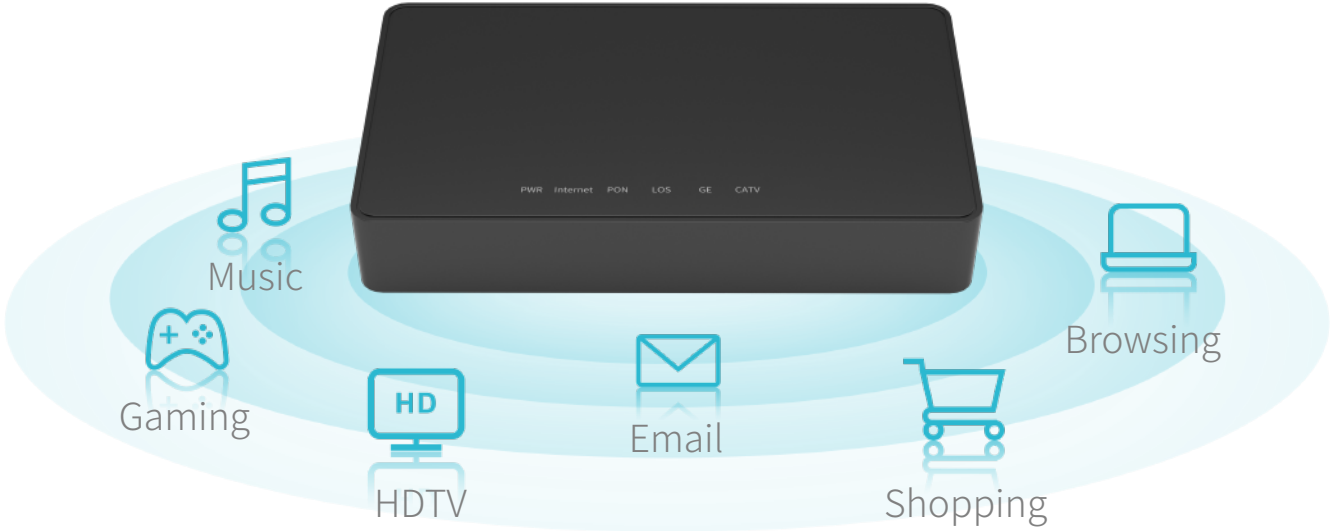 PWR Internet PON LOS GE CATV
Music
Browsing
Gaming
HD
Email
HDTV
Shopping